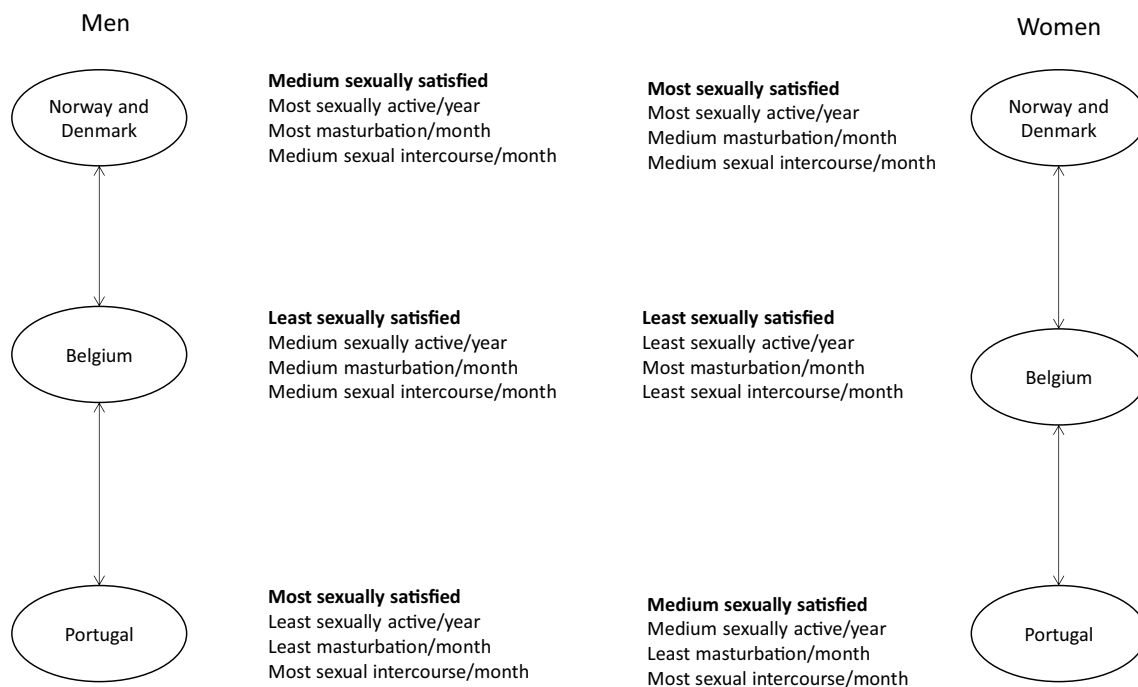 Men
Women
Norway and
Denmark
Medium sexually satisfied
Most sexually active/year
Most masturbation/month
Medium sexual intercourse/month
Most sexually satisfied
Most sexually active/year
Medium masturbation/month
Medium sexual intercourse/month
Norway and
Denmark
Belgium
Least sexually satisfied
Medium sexually active/year
Medium masturbation/month
Medium sexual intercourse/month
Least sexually satisfied
Least sexually active/year
Most masturbation/month
Least sexual intercourse/month
Belgium
Portugal
Most sexually satisfied
Least sexually active/year
Least masturbation/month
Most sexual intercourse/month
Medium sexually satisfied
Medium sexually active/year
Least masturbation/month
Most sexual intercourse/month
Portugal